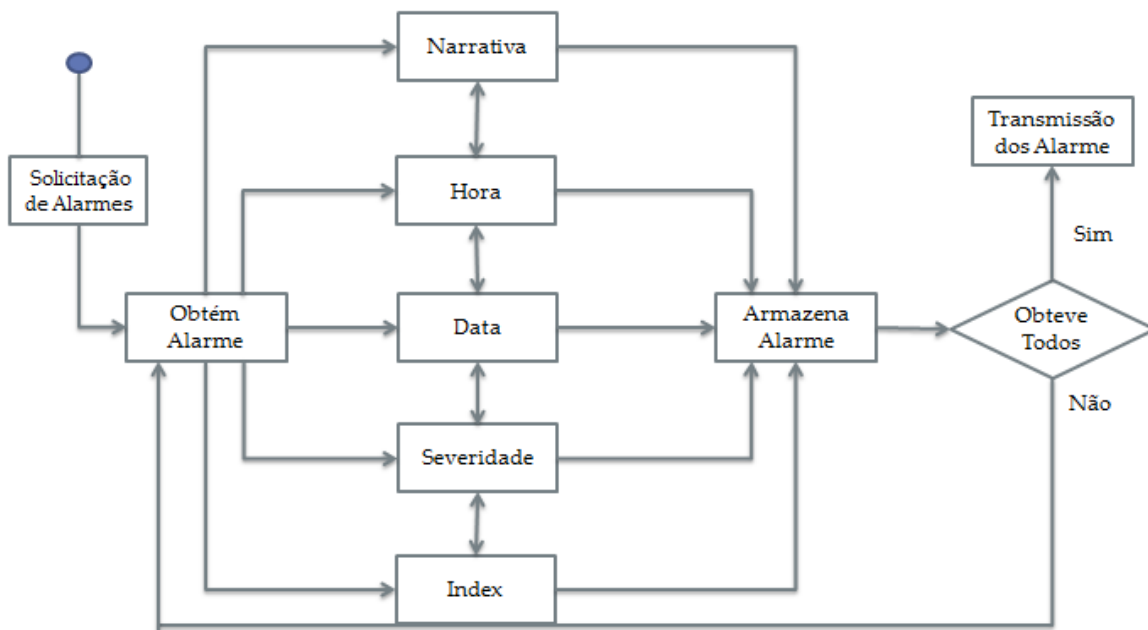 Narrativa
Solicitação
de Alarmes
Hora
Obtém
Alarme
Data
Severidade
Index
Armazena
Alarme
Obteve
Todos
Transmissão
dos Alarme
Sim
Não